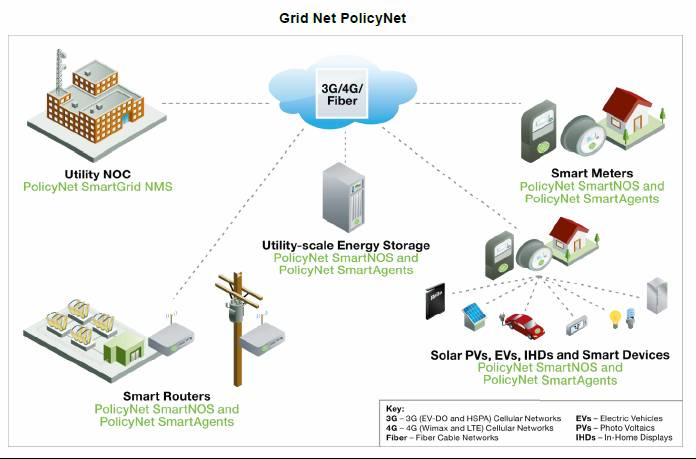 Grid Net PolicyNet
3G/4G/
Fiber
Utility NOC
PolicyNet SmartGrid NMS
Smart Meters
PolicyNet SmartNOS and
PolicyNet SmartAgents
Utility-scale Energy Storage
PolicyNet SmartNOS and
PolicyNet SmartAgents
Solar PVs, EVs, IHDs and Smart Devices
PolicyNet SmartNOS and
PolicyNet SmartAgents
Smart Routers
PolicyNet SmartNOS and
PolicyNet SmartAgents
Key:
3G – 3G (EV-DO and HSPA) Cellular Networks
4G – 4G (Wimax and LTE) Cellular Networks
Fiber – Fiber Cable Networks
EVs – Electric Vehicles
PVs – Photo Voltaics
IHDs – In-Home Displays